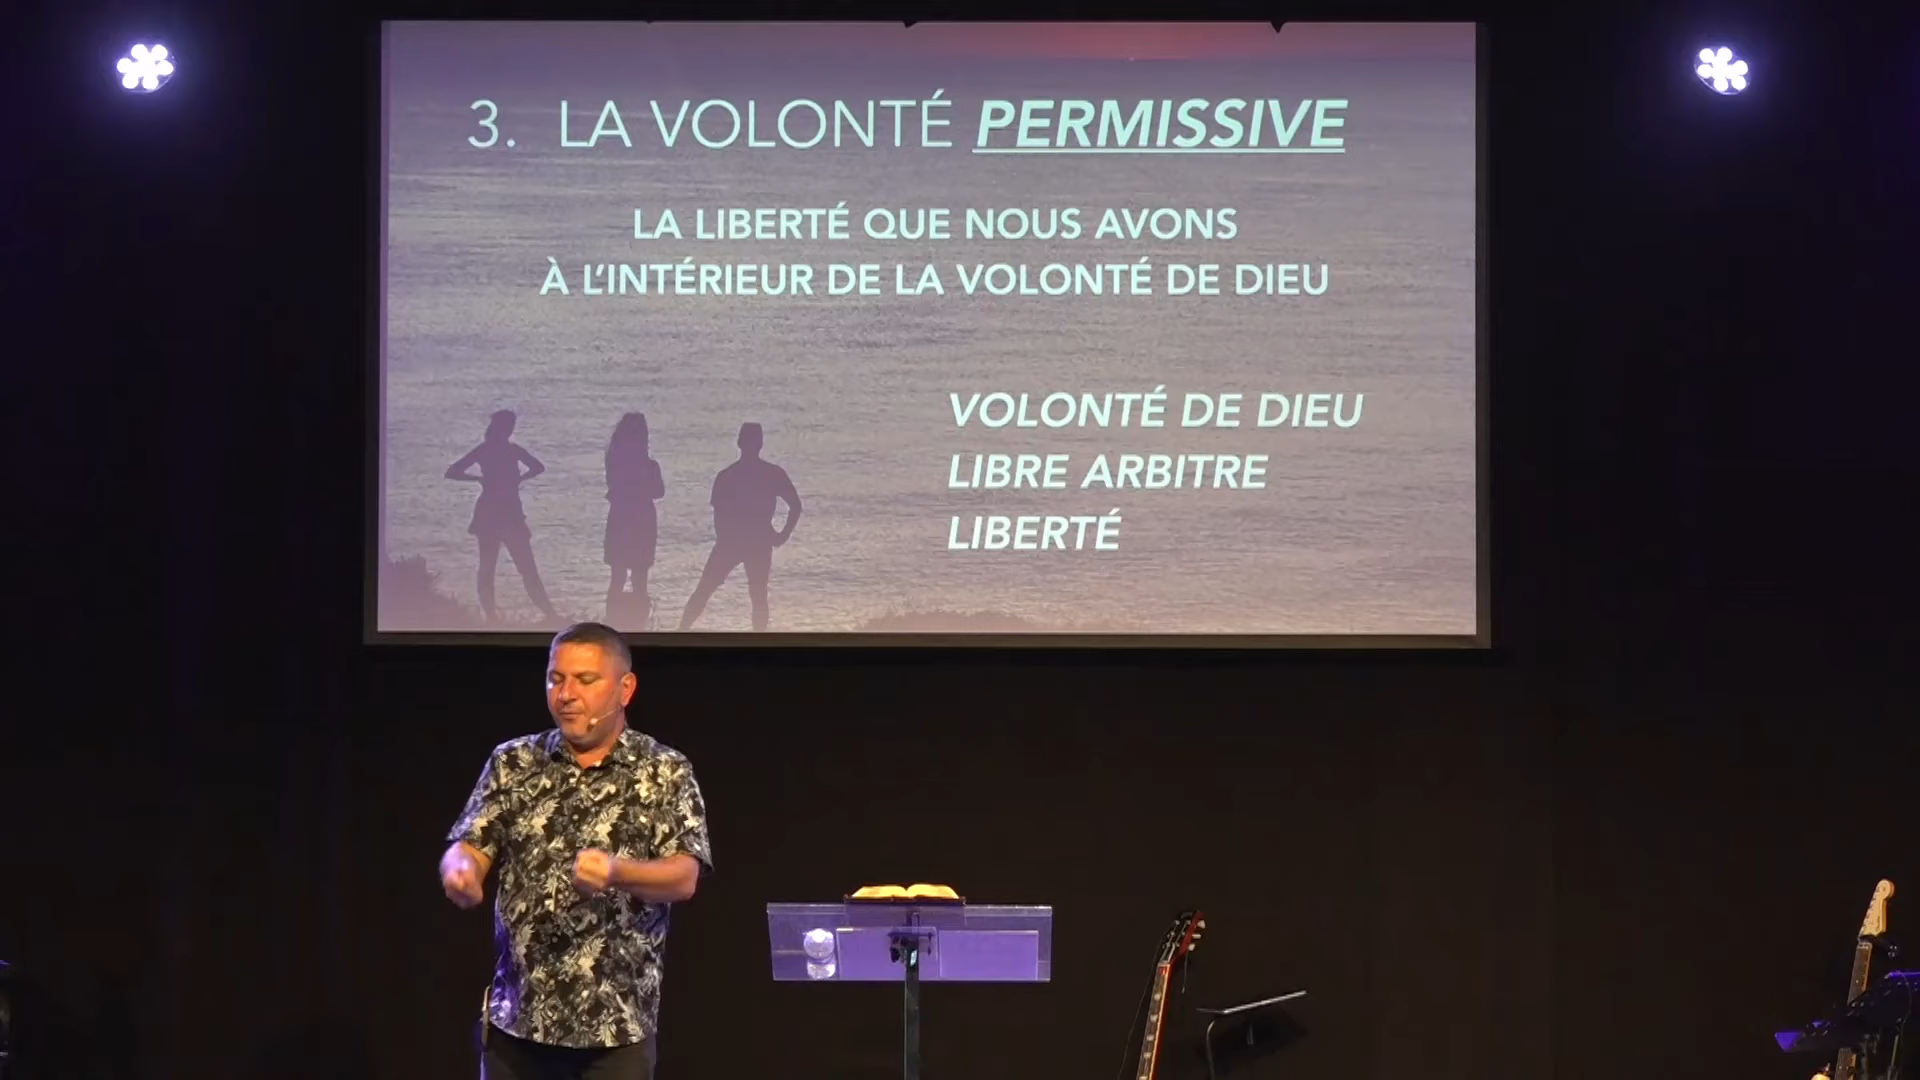 3. LA VOLONTÉ PERMISSIVE
LA LIBERTÉ QUE NOUS AVONS
À L'INTÉRIEUR DE LA VOLONTÉ DE DIEU
VOLONTÉ DE DIEU
LIBRE ARBITRE
LIBERTÉ